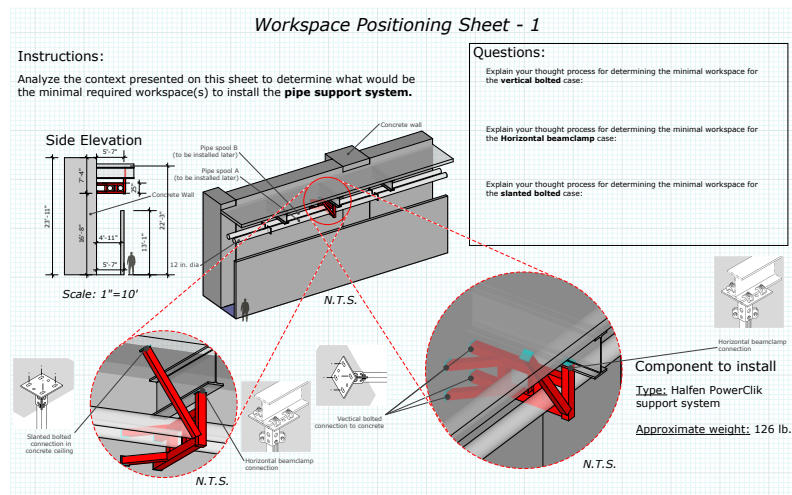 Workspace Positioning Sheet - 1
Instructions:
Analyze the context presented on this sheet to determine what would be
the minimal required workspace(s) to install the pipe support system.
Questions:
Explain your thought process for determining the minimal workspace for
the vertical bolted case:
Explain your thought process for determining the minimal workspace for
the Horizontal beamclamp case:
Explain your thought process for determining the minimal workspace for
the slanted bolted case:
Side Elevation
5'-7"
7'-4"
25"
Concrete Wall
23'-11"
16'-8"
4'-11"
5'-7"
13'-1"
22'-3"
Scale: 1"=10'
Concrete wall
Pipe spool B
(to be installed later)
Pipe spool A
(to be installed later)
12 in. dia
N.T.S.
Slanted bolted
connection in
concrete ceiling
Horizontal beamclamp
connection
N.T.S.
Vertical bolted
connection to concrete
N.T.S.
Horizontal beamclamp
connection
Component to install
Type: Halfen PowerClik
support system
Approximate weight: 126 lb.